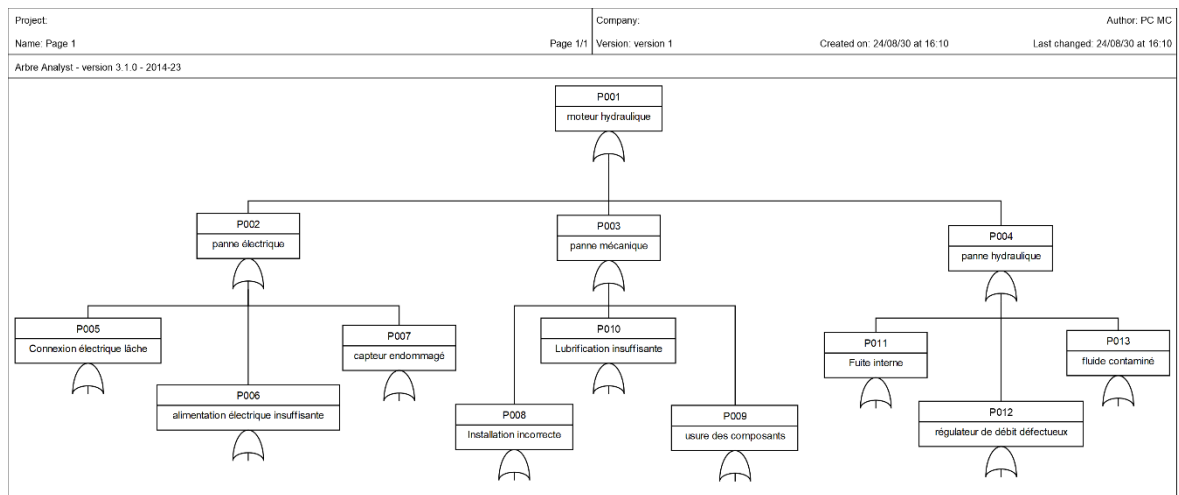 Project:
Company:
Author: PC MC
Name: Page 1
Page 1/1
Version: version 1
Created on: 24/08/30 at 16:10
Last changed: 24/08/30 at 16:10
Arbre Analyst - version 3.1.0 - 2014-23
P001
moteur hydraulique
P002
panne électrique
P003
panne mécanique
P004
panne hydraulique
P005
Connexion électrique lâche
P006
alimentation électrique insuffisante
P007
capteur endommagé
P008
Installation incorrecte
P010
Lubrification insuffisante
P009
usure des composants
P011
Fuite interne
P012
régulateur de débit défectueux
P013
fluide contaminé